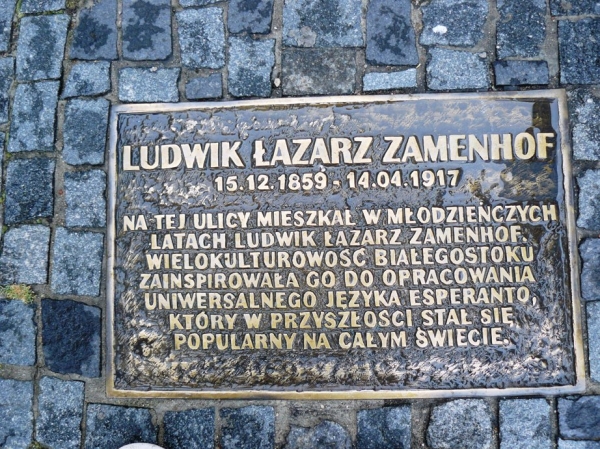 LUDWIK ŁAZARZ ZAMENHOF
15.12.1859 - 14.04.1917
NA TEJ ULICY MIESZKAŁ W MŁODZIENCZYCH
LATACH LUDWIK ŁAZARZ ZAMENHOF.
WIELOKULTUROWOŚĆ BIAŁEGOSTOKU
ZAINSPIROWAŁA GO DO OPRACOWANIA
UNIWERSALNEGO JĘZYKA ESPERANTO,
KTÓRY W PRZYSZŁOŚCI STAŁ SIĘ
POPULARNY NA CAŁYM ŚWIECIE.